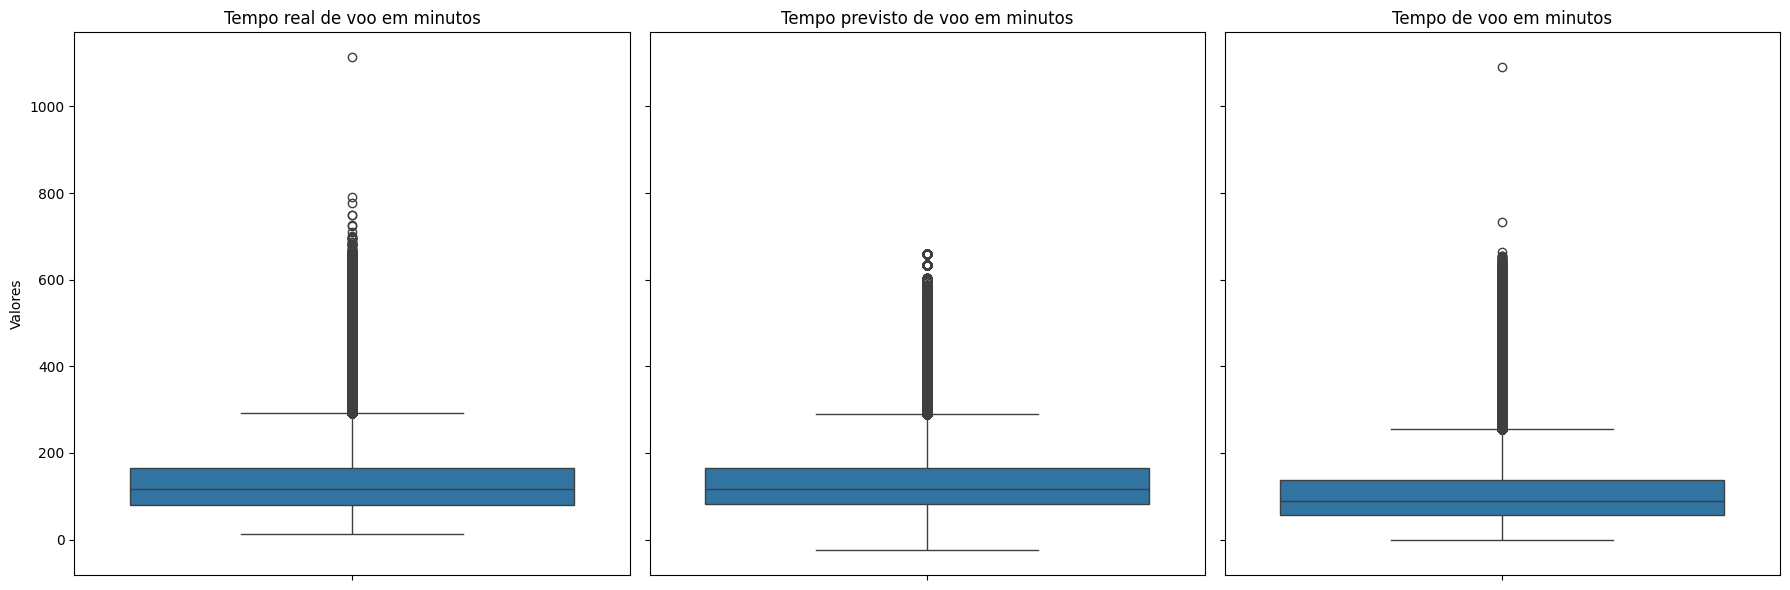 Tempo real de voo em minutos
Tempo previsto de voo em minutos
Tempo de voo em minutos
Valores
1000
800
600
400
200
0